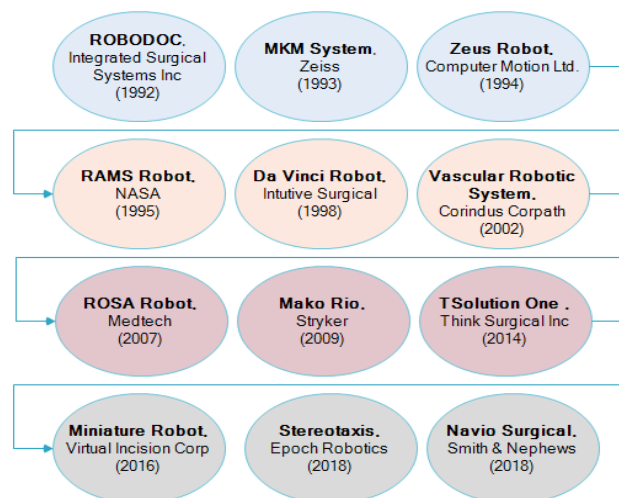 ROBODOC.
Integrated Surgical
Systems Inc
(1992)
MKM System.
Zeiss
(1993)
Zeus Robot.
Computer Motion Ltd.
(1994)
RAMS Robot.
NASA
(1995)
Da Vinci Robot.
Intutive Surgical
(1998)
Vascular Robotic
System.
Corindus Corpath
(2002)
ROSA Robot.
Medtech
(2007)
Mako Rio.
Stryker
(2009)
TSolution One .
Think Surgical Inc
(2014)
Miniature Robot.
Virtual Incision Corp
(2016)
Stereotaxis.
Epoch Robotics
(2018)
Navio Surgical.
Smith & Nephews
(2018)